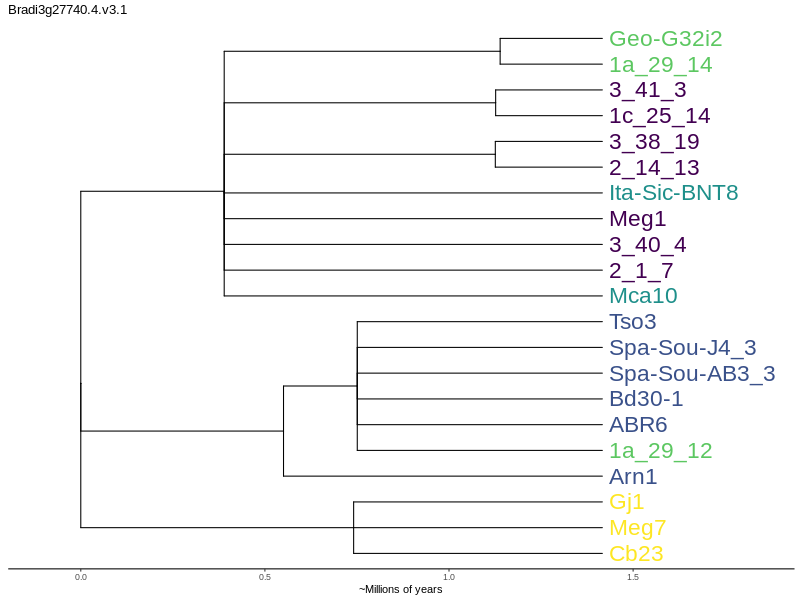 Bradi3g27740.4.v3.1
Geo-G32i2
1a_29_14
3_41_3
1c_25_14
3_38_19
2_14_13
Ita-Sic-BNT8
Meg1
3_40_4
2_1_7
Mca10
Tso3
Spa-Sou-J4_3
Spa-Sou-AB3_3
Bd30-1
ABR6
1a_29_12
Arn1
Gj1
Meg7
Cb23
0.0 0.5 1.0 1.5
~Millions of years